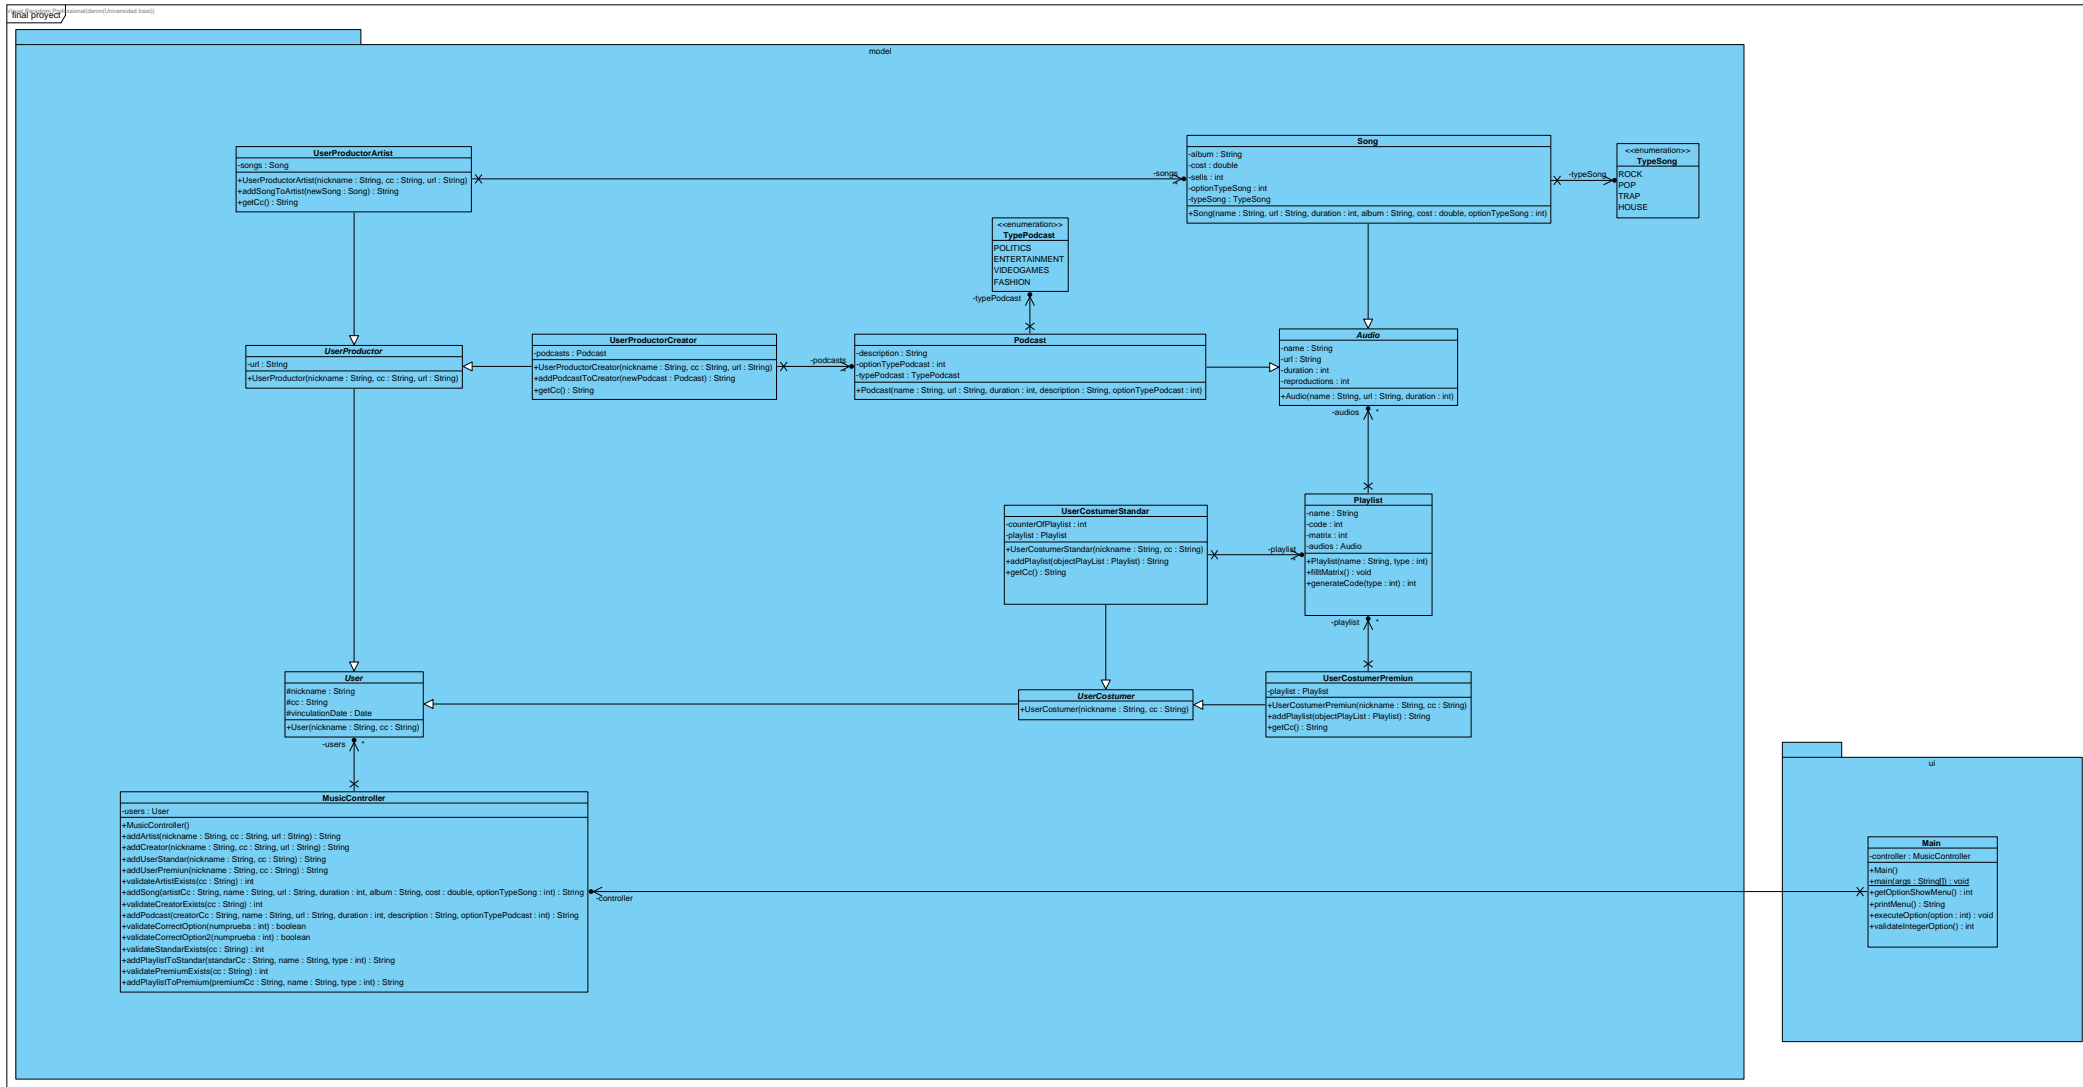 Visual Paradigm Professional(daron(Universidad Icesi))
final proyect
model
UserProductorArtist
-songs : Song
+UserProductorArtist(nickname : String, cc : String, url : String)
+addSongToArtist(newSong : Song) : String
+getCc() : String
-songs
Song
-album : String
-cost : double
-sells : int
-optionTypeSong : int
-typeSong : TypeSong
+Song(name : String, url : String, duration : int, album : String, cost : double, optionTypeSong : int)
-typeSong
<<enumeration>>
TypeSong
ROCK
POP
TRAP
HOUSE
<<enumeration>>
TypePodcast
POLITICS
ENTERTAINMENT
VIDEOGAMES
FASHION
-typePodcast
UserProductor
-url : String
+UserProductor(nickname : String, cc : String, url : String)
UserProductorCreator
-podcasts : Podcast
+UserProductorCreator(nickname : String, cc : String, url : String)
+addPodcastToCreator(newPodcast : Podcast) : String
+getCc() : String
-podcasts
Podcast
-description : String
-optionTypePodcast : int
-typePodcast : TypePodcast
+Podcast(name : String, url : String, duration : int, description : String, optionTypePodcast : int)
Audio
-name : String
-url : String
-duration : int
-reproductions : int
+Audio(name : String, url : String, duration : int)
-audios *
UserCostumerStandar
-counterOfPlaylist : int
-playlist : Playlist
+UserCostumerStandar(nickname : String, cc : String)
+addPlaylist(objectPlayList : Playlist) : String
+getCc() : String
-playlist
Playlist
-name : String
-code : int
-matrix : int
-audios : Audio
+Playlist(name : String, type : int)
+filltMatrix() : void
+generateCode(type : int) : int
-playlist *
User
#nickname : String
#cc : String
#vinculationDate : Date
+User(nickname : String, cc : String)
-users *
UserCostumer
+UserCostumer(nickname : String, cc : String)
UserCostumerPremiun
-playlist : Playlist
+UserCostumerPremiun(nickname : String, cc : String)
+addPlaylist(objectPlayList : Playlist) : String
+getCc() : String
MusicController
-users : User
+MusicController()
+addArtist(nickname : String, cc : String, url : String) : String
+addCreator(nickname : String, cc : String, url : String) : String
+addUserStandar(nickname : String, cc : String) : String
+addUserPremiun(nickname : String, cc : String) : String
+validateArtistExists(cc : String) : int
+addSong(artistCc : String, name : String, url : String, duration : int, album : String, cost : double, optionTypeSong : int) : String
+validateCreatorExists(cc : String) : int
+addPodcast(creatorCc : String, name : String, url : String, duration : int, description : String, optionTypePodcast : int) : String
+validateCorrectOption(numprueba : int) : boolean
+validateCorrectOption2(numprueba : int) : boolean
+validateStandarExists(cc : String) : int
+addPlaylistToStandar(standarCc : String, name : String, type : int) : String
+validatePremiumExists(cc : String) : int
+addPlaylistToPremium(premiumCc : String, name : String, type : int) : String
-controller
ui
Main
-controller : MusicController
+Main()
+main(args : String[]) : void
+getOptionShowMenu() : int
+printMenu() : String
+executeOption(option : int) : void
+validateIntegerOption() : int